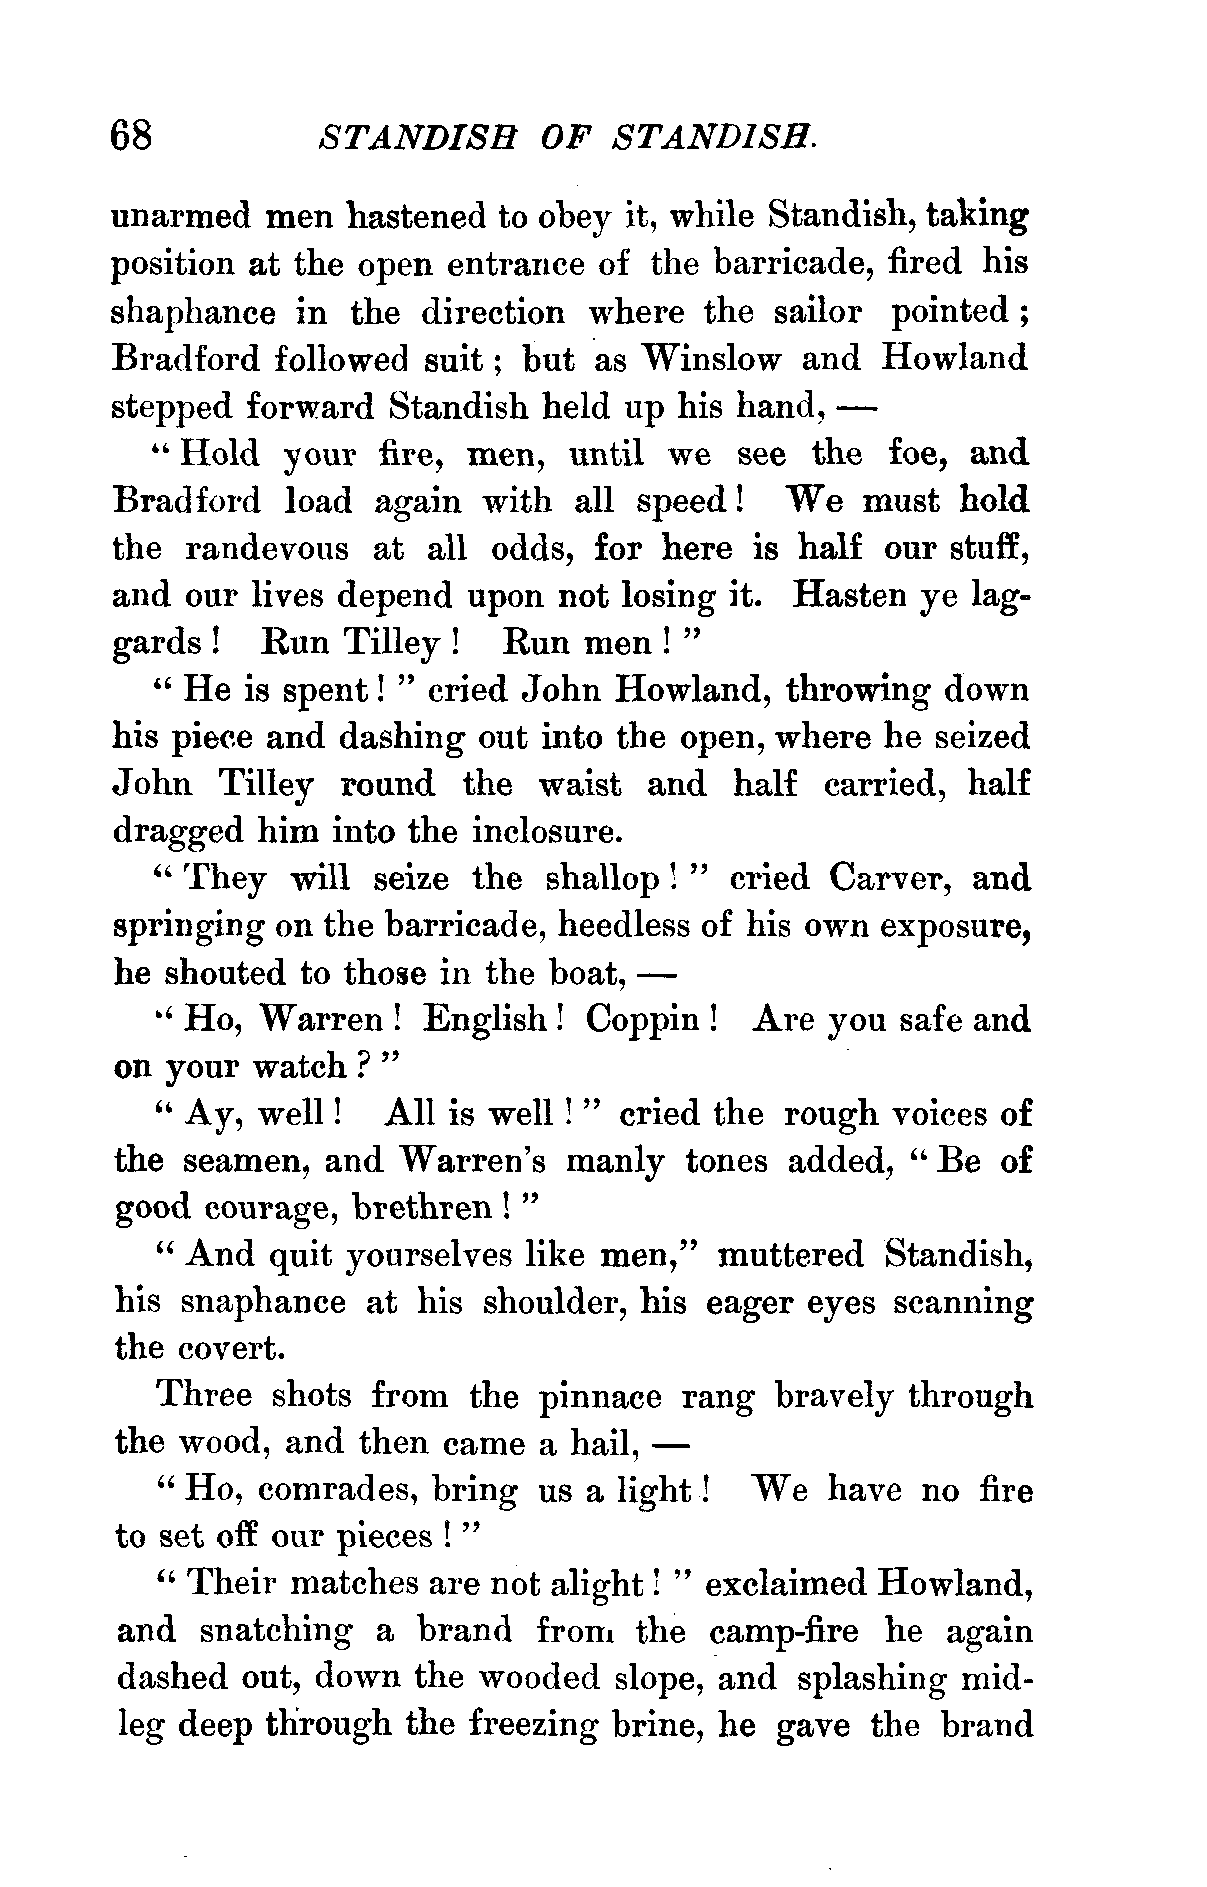 68 STANDISH OF STANDISH.
unarmed men hastened to obey it, while Standish, taking
position at the open entrance of the barricade, fired his
shaphance in the direction where the sailor pointed ;
Bradford followed suit ; but as Winslow and Howland
stepped forward Standish held up his hand, —
“ Hold your fire, men, until we see the foe, and
Bradford load again with all speed ! We must hold
the randevous at all odds, for here is half our stuff,
and our lives depend upon not losing it. Hasten ye lag-
gards ! Run Tilley ! Run men ! ”
“ He is spent ! ” cried John Howland, throwing down
his piece and dashing out into the open, where he seized
John Tilley round the waist and half carried, half
dragged him into the inclosure.
“ They will seize the shallop ! ” cried Carver, and
springing on the barricade, heedless of his own exposure,
he shouted to those in the boat, —
“ Ho, Warren ! English ! Coppin ! Are you safe and
on your watch ? ”
“ Ay, well ! All is well ! ” cried the rough voices of
the seamen, and Warren's manly tones added, “ Be of
good courage, brethren ! ”
“ And quit yourselves like men,” muttered Standish,
his snaphance at his shoulder, his eager eyes scanning
the covert.
Three shots from the pinnace rang bravely through
the wood, and then came a hail, —
“ Ho, comrades, bring us a light ! We have no fire
to set off our pieces ! ”
“ Their matches are not alight ! ” exclaimed Howland,
and snatching a brand from the camp-fire he again
dashed out, down the wooded slope, and splashing mid-
leg deep through the freezing brine, he gave the brand